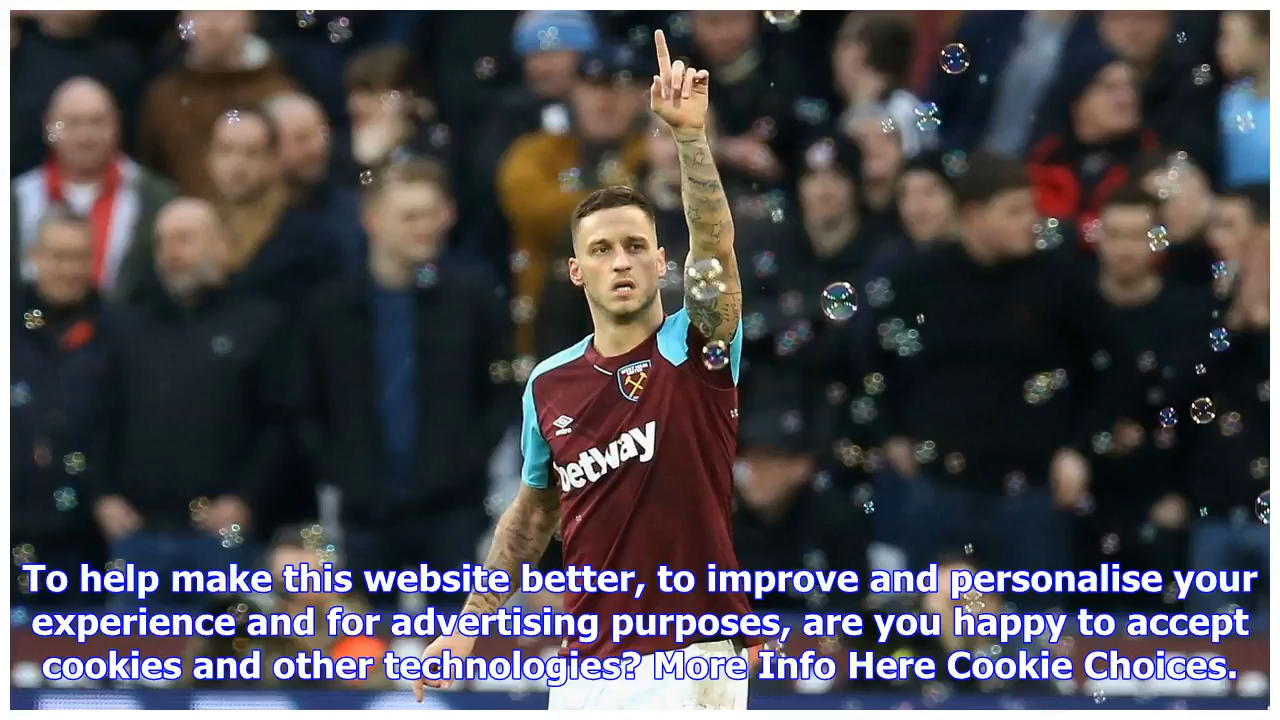 betway
To help make this website better, to improve and personalise your
experience and for advertising purposes, are you happy to accept
cookies and other technologies? More Info Here Cookie Choices.